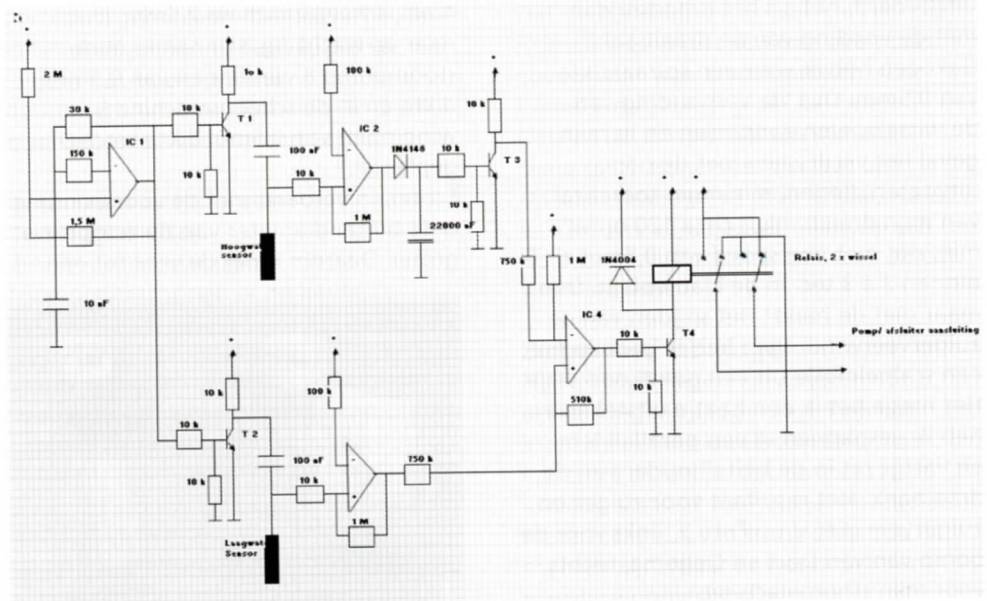 2 M
30 k
150 k
IC 1
1,5 M
10 nF
10 k
10 k
10 k
T 1
100 nF
Hoogwat
sensor
100 k
IC 2
10 k
1 M
1N4148
10 k
10 k
22000 nF
10 k
T 3
750 k
1 M
1N4004
Relais, 2 x wissel
IC 4
10 k
T4
10 k
510k
Pomp/ afsluiter aansluiting
10 k
10 k
10 k
T 2
100 nF
Laagwat
Sensor
100 k
10 k
1 M
750 k